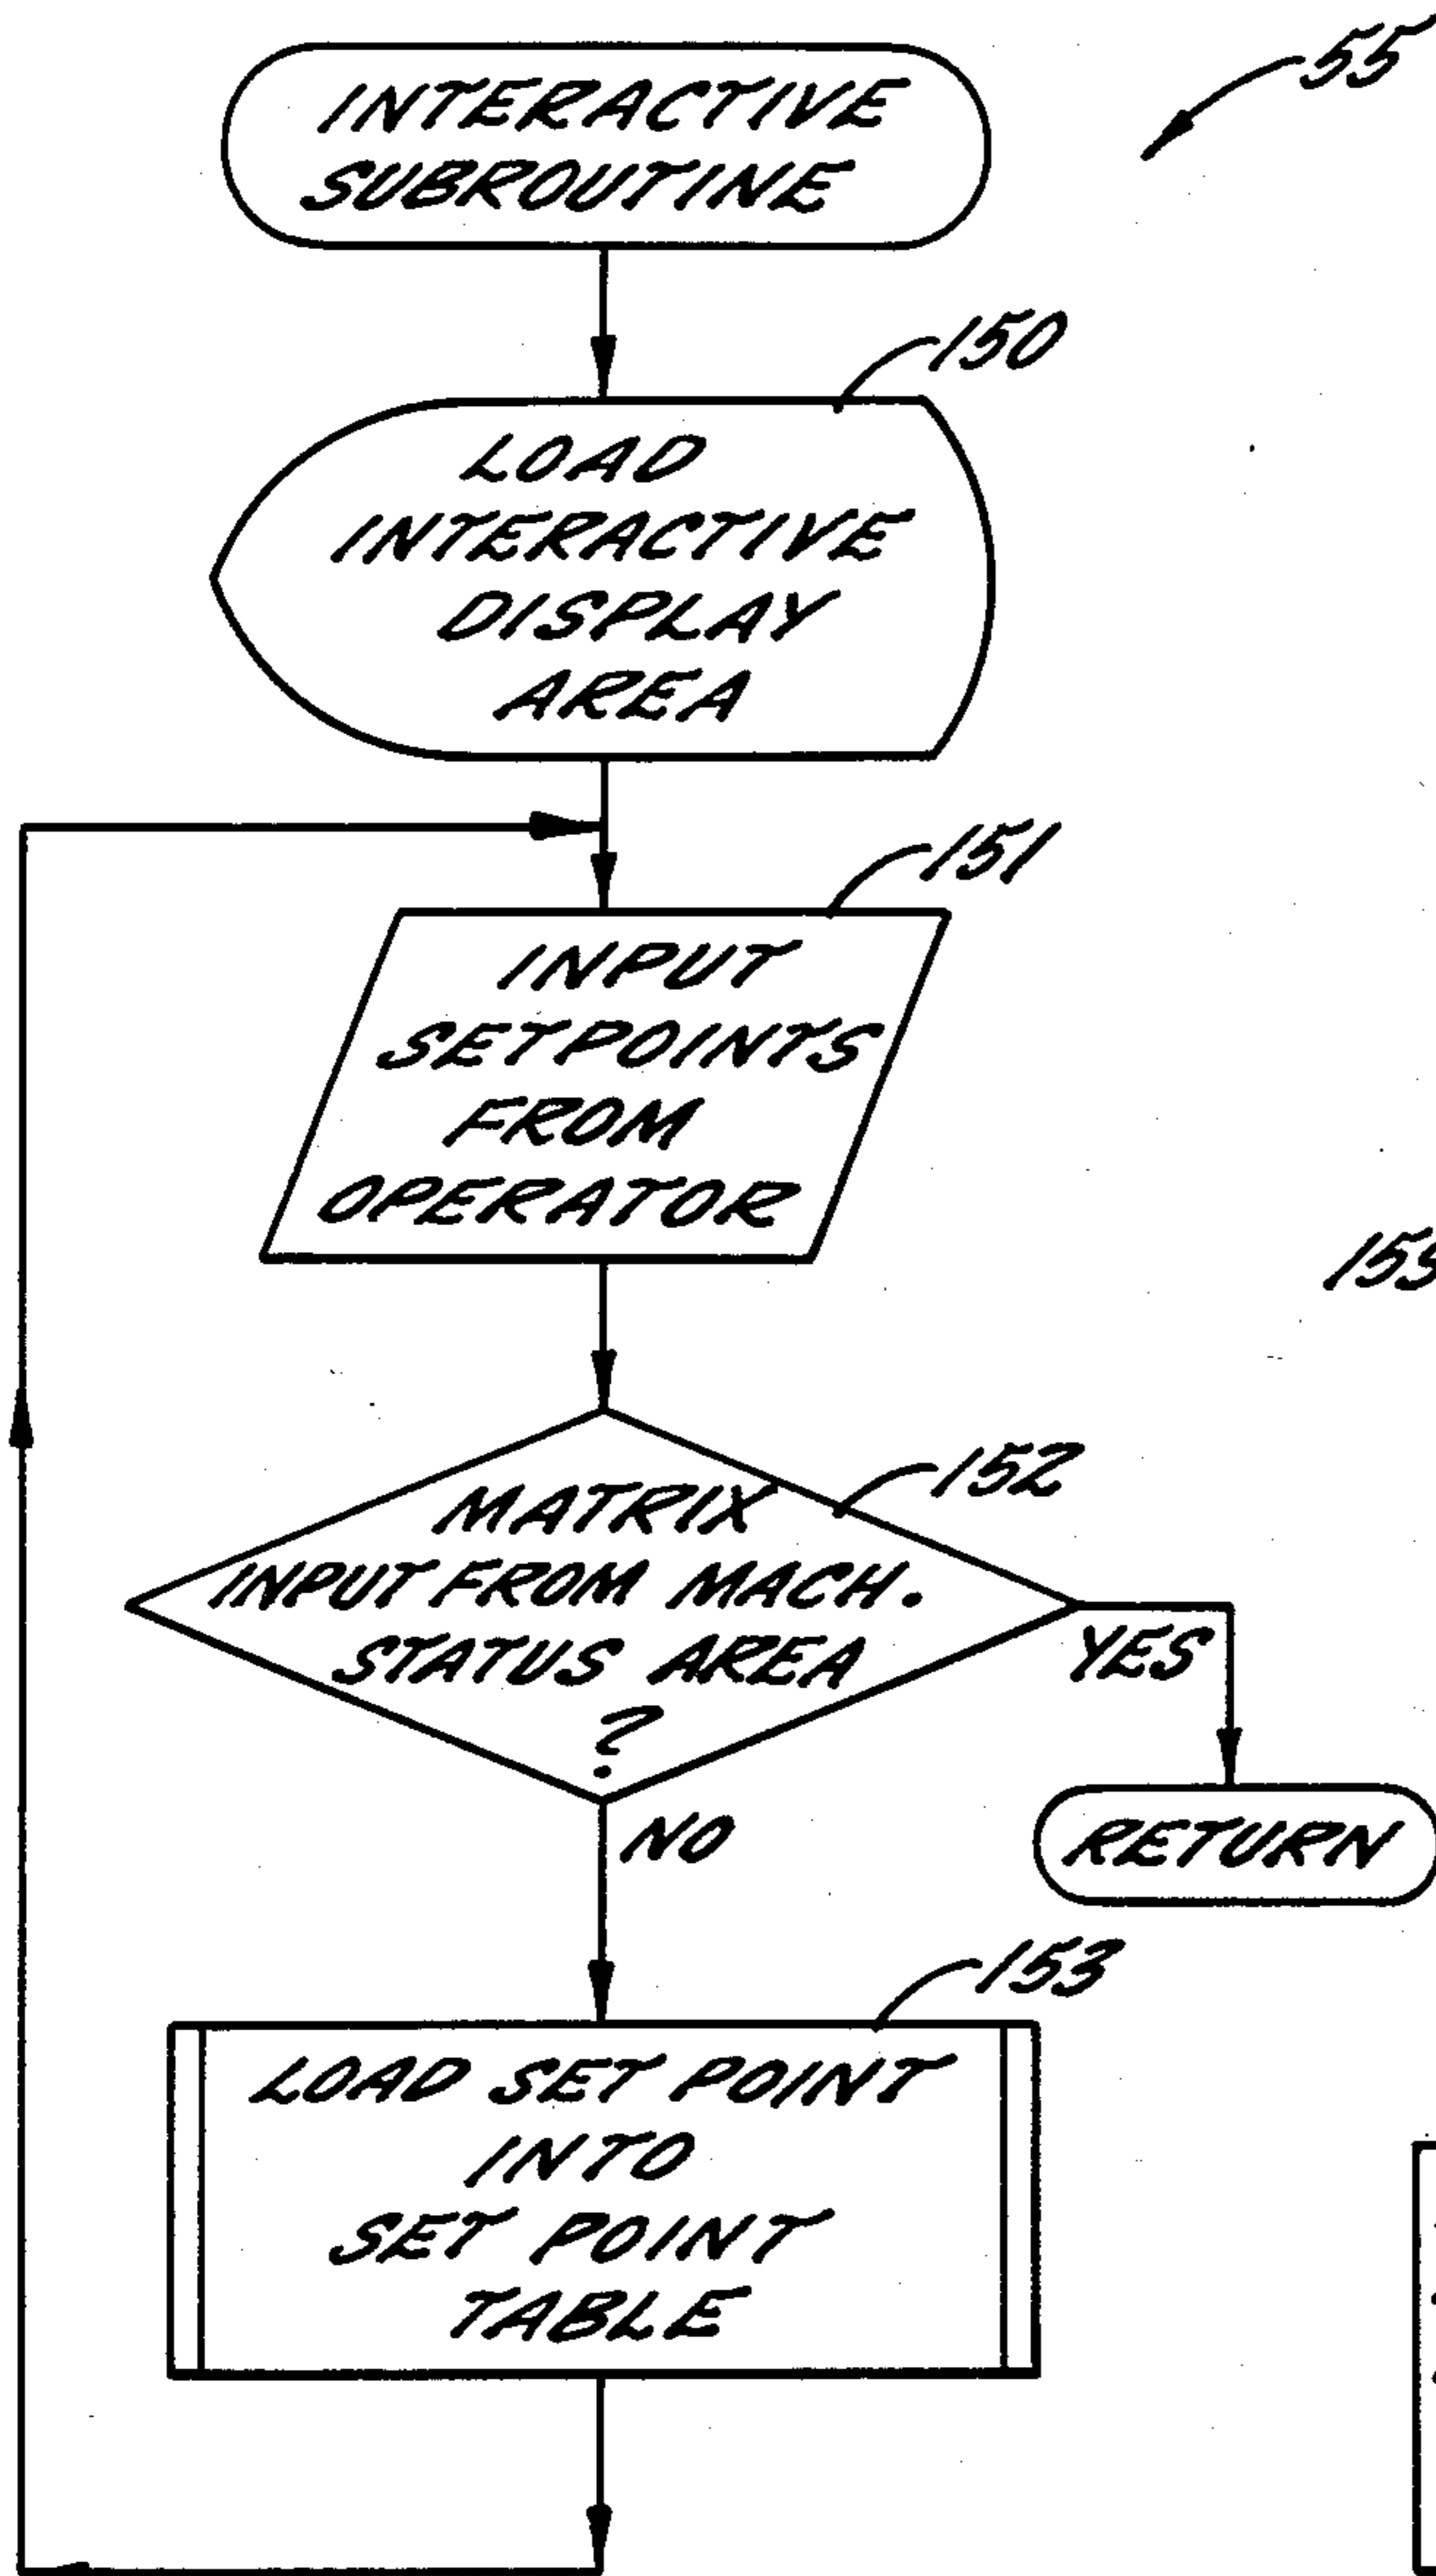 INTERACTIVE
SUBROUTINE
55
150
LOAD
INTERACTIVE
DISPLAY
AREA
151
INPUT
SETPOINTS
FROM
OPERATOR
152
MATRIX
INPUT FROM MACH.
STATUS AREA
?
YES
RETURN
NO
153
LOAD SET POINT
INTO
SET POINT
TABLE